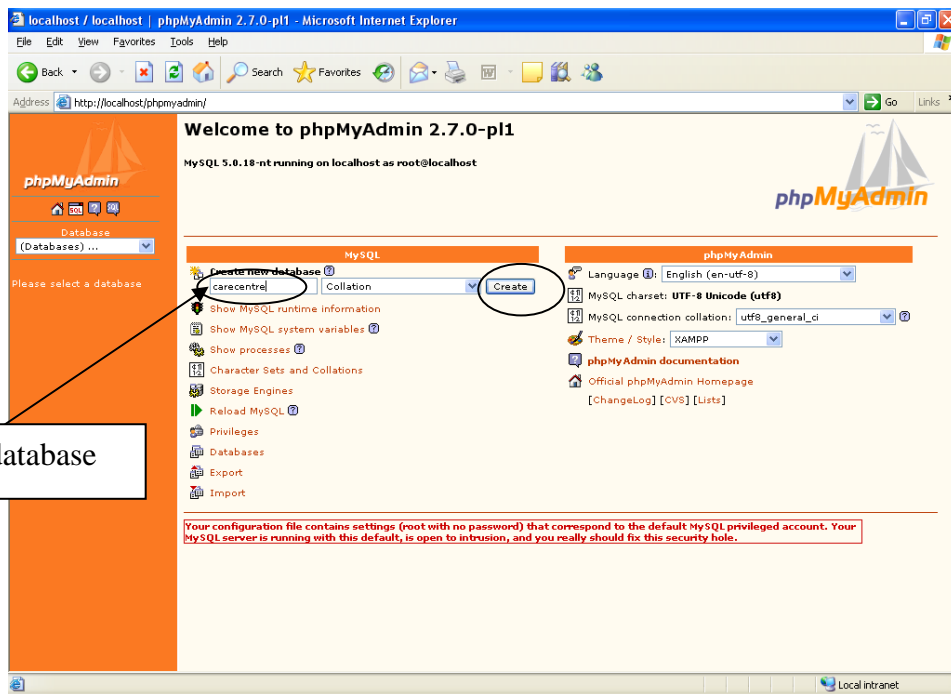 localhost / localhost | phpMyAdmin 2.7.0-pl1 - Microsoft Internet Explorer
File Edit View Favorites Tools Help
Back Search Favorites
Address http://localhost/phpmyadmin/ Go Links
phpMyAdmin
Database
(Databases) ...
Please select a database
Welcome to phpMyAdmin 2.7.0-pl1
MySQL 5.0.18-nt running on localhost as root@localhost
phpMyAdmin
MySQL
Create new database
carecentre Collation Create
Show MySQL runtime information
Show MySQL system variables
Show processes
Character Sets and Collations
Storage Engines
Reload MySQL
Privileges
Databases
Export
Import
phpMyAdmin
Language: English (en-utf-8)
MySQL charset: UTF-8 Unicode (utf8)
MySQL connection collation: utf8_general_ci
Theme / Style: XAMPP
phpMyAdmin documentation
Official phpMyAdmin Homepage
[ChangeLog] [CVS] [Lists]
Your configuration file contains settings (root with no password) that correspond to the default MySQL privileged account. Your
MySQL server is running with this default, is open to intrusion, and you really should fix this security hole.
Local intranet